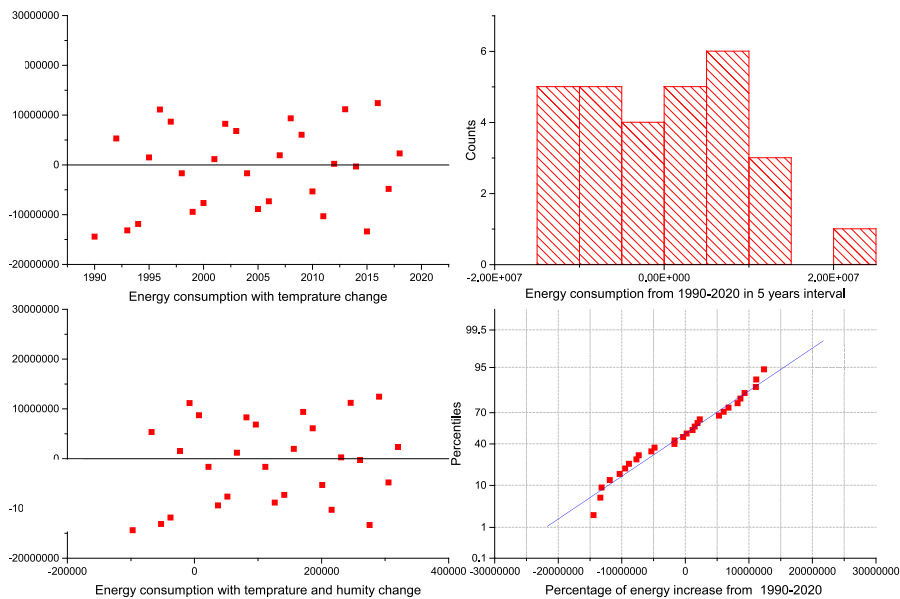 30000000
20000000
10000000
0
-10000000
-20000000
1990 1995 2000 2005 2010 2015 2020
Energy consumption with temprature change
Counts
6
4
2
0
-2,00E+007 0,00E+000 2,00E+007
Energy consumption from 1990-2020 in 5 years interval
30000000
20000000
10000000
0
-10
-20000000
-200000 0 200000 400000
Energy consumption with temprature and humity change
Percentiles
99.5
95
70
40
10
1
0.1
-30000000 -20000000 -10000000 0 10000000 20000000 30000000
Percentage of energy increase from 1990-2020